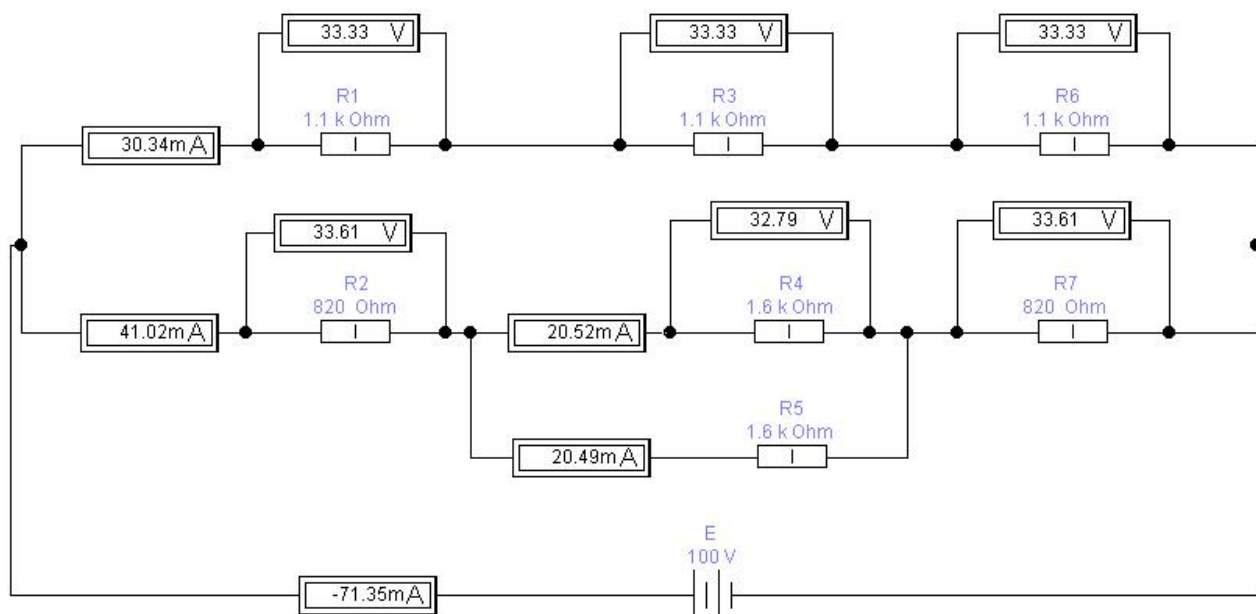 33.33 V
33.33 V
33.33 V
R1
1.1 k Ohm
R3
1.1 k Ohm
R6
1.1 k Ohm
30.34mA
33.61 V
32.79 V
33.61 V
R2
820 Ohm
R4
1.6 k Ohm
R7
820 Ohm
41.02mA
20.52mA
R5
1.6 k Ohm
20.49mA
E
100 V
-71.35mA